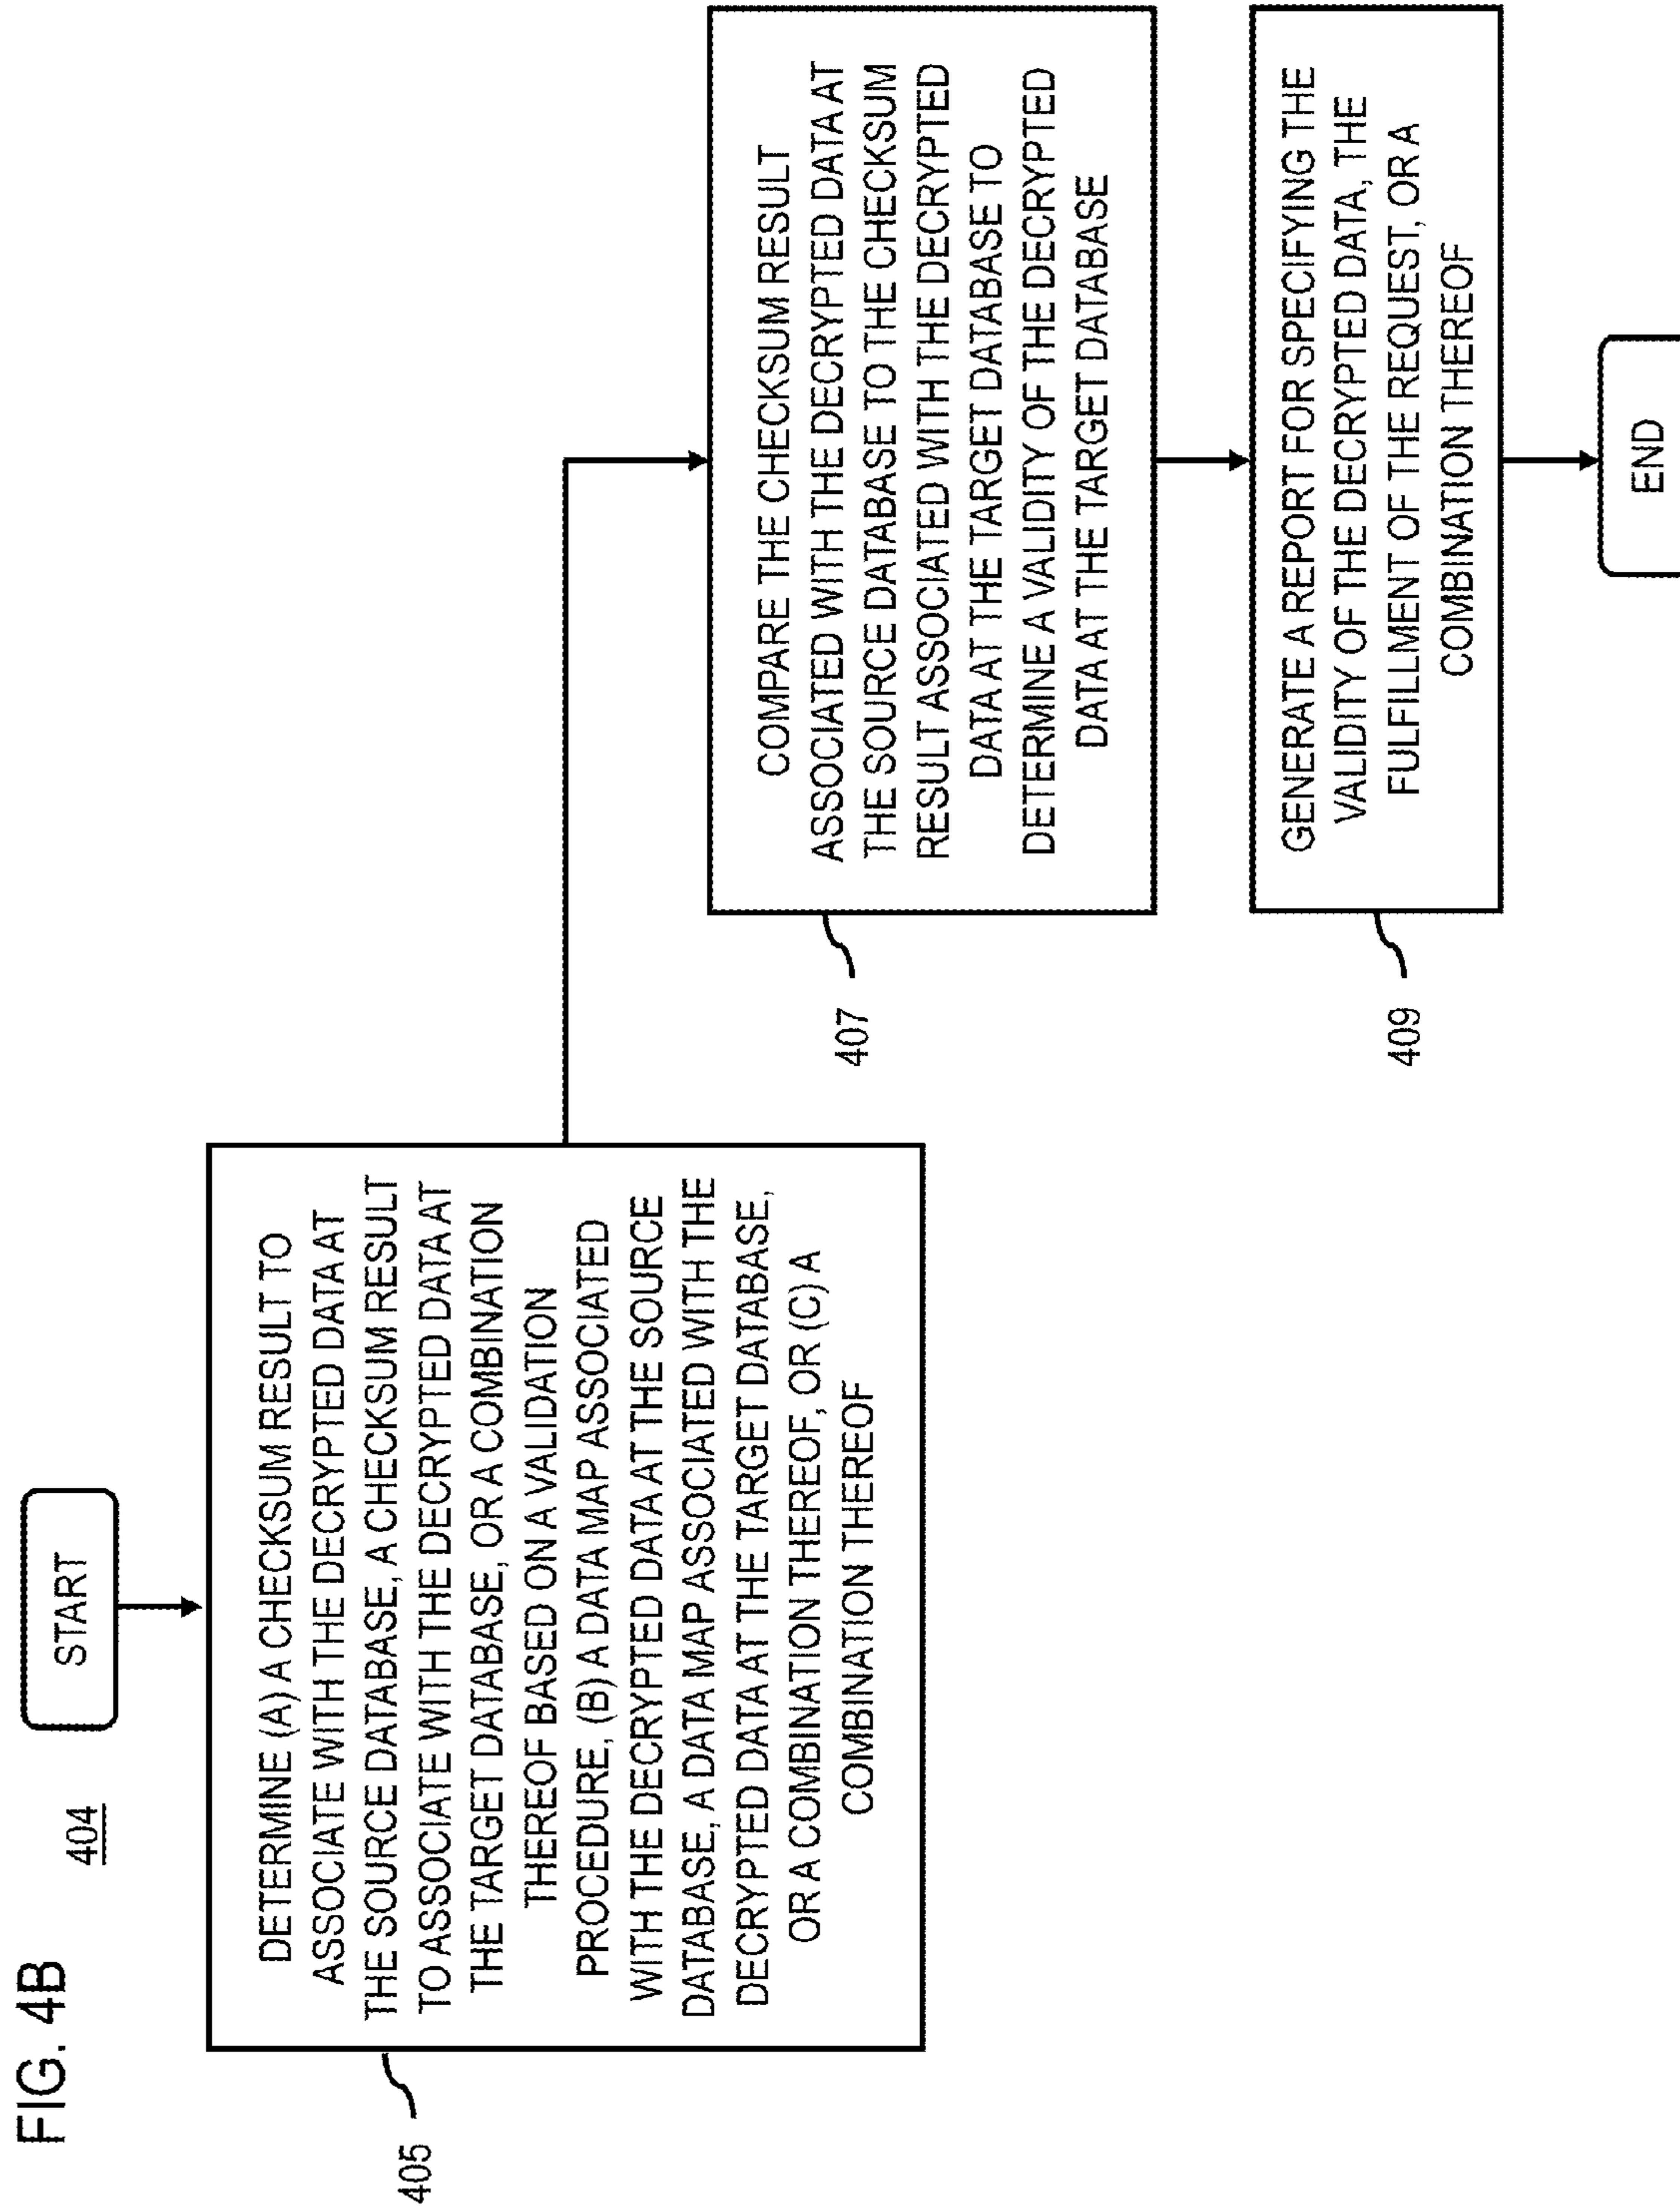 FIG. 4B
404
START
DETERMINE (A) A CHECKSUM RESULT TO
ASSOCIATE WITH THE DECRYPTED DATA AT
THE SOURCE DATABASE, A CHECKSUM RESULT
TO ASSOCIATE WITH THE DECRYPTED DATA AT
THE TARGET DATABASE, OR A COMBINATION
THEREOF BASED ON A VALIDATION
PROCEDURE, (B) A DATA MAP ASSOCIATED
WITH THE DECRYPTED DATA AT THE SOURCE
DATABASE, A DATA MAP ASSOCIATED WITH THE
DECRYPTED DATA AT THE TARGET DATABASE,
OR A COMBINATION THEREOF, OR (C) A
COMBINATION THEREOF
405
COMPARE THE CHECKSUM RESULT
ASSOCIATED WITH THE DECRYPTED DATA AT
THE SOURCE DATABASE TO THE CHECKSUM
RESULT ASSOCIATED WITH THE DECRYPTED
DATA AT THE TARGET DATABASE TO
DETERMINE A VALIDITY OF THE DECRYPTED
DATA AT THE TARGET DATABASE
407
GENERATE A REPORT FOR SPECIFYING THE
VALIDITY OF THE DECRYPTED DATA, THE
FULFILLMENT OF THE REQUEST, OR A
COMBINATION THEREOF
409
END